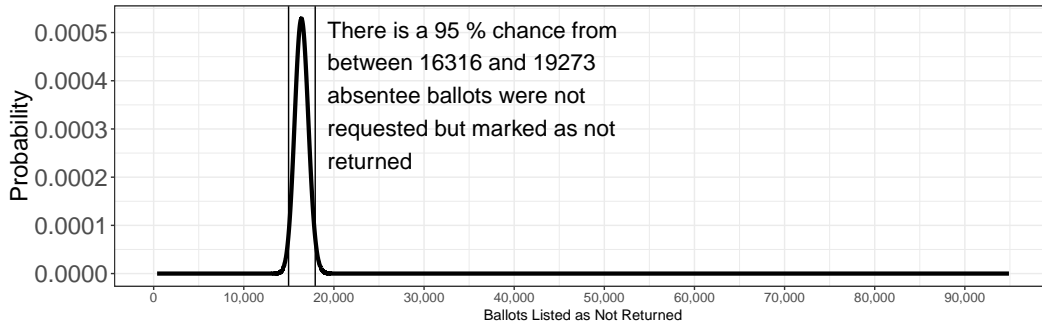 There is a 95 % chance from
between 16316 and 19273
absentee ballots were not
requested but marked as not
returned
Probability
0.0005
0.0004
0.0003
0.0002
0.0001
0.0000
0 10,000 20,000 30,000 40,000 50,000 60,000 70,000 80,000 90,000
Ballots Listed as Not Returned